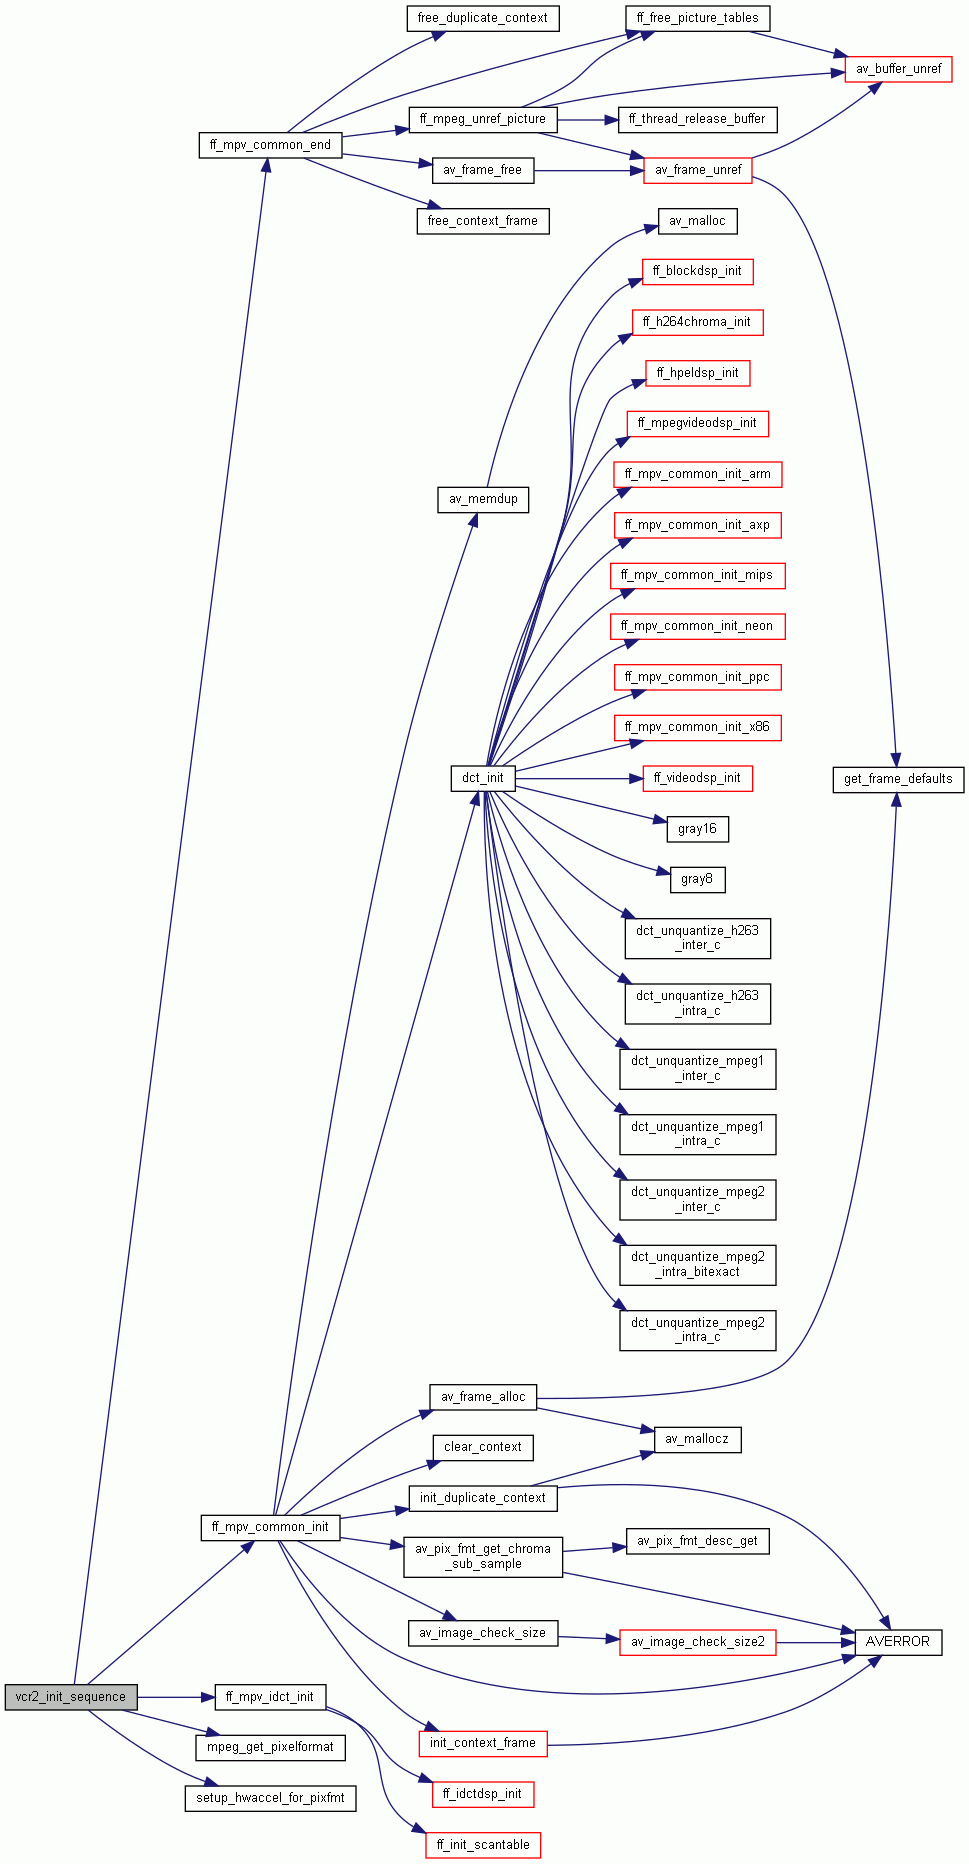 free_duplicate_context
ff_free_picture_tables
av_buffer_unref
ff_mpeg_unref_picture
ff_thread_release_buffer
ff_mpv_common_end
av_frame_free
av_frame_unref
free_context_frame
av_malloc
ff_blockdsp_init
ff_h264chroma_init
ff_hpeldsp_init
ff_mpegvideodsp_init
ff_mpv_common_init_arm
av_memdup
ff_mpv_common_init_axp
ff_mpv_common_init_mips
ff_mpv_common_init_neon
ff_mpv_common_init_ppc
ff_mpv_common_init_x86
dct_init
ff_videodsp_init
get_frame_defaults
gray16
gray8
dct_unquantize_h263
_inter_c
dct_unquantize_h263
_intra_c
dct_unquantize_mpeg1
_inter_c
dct_unquantize_mpeg1
_intra_c
dct_unquantize_mpeg2
_inter_c
dct_unquantize_mpeg2
_intra_bitexact
dct_unquantize_mpeg2
_intra_c
av_frame_alloc
av_mallocz
clear_context
init_duplicate_context
ff_mpv_common_init
av_pix_fmt_get_chroma
_sub_sample
av_pix_fmt_desc_get
av_image_check_size
av_image_check_size2
AVERROR
vcr2_init_sequence
ff_mpv_idct_init
init_context_frame
mpeg_get_pixelformat
ff_idctdsp_init
setup_hwaccel_for_pixfmt
ff_init_scantable